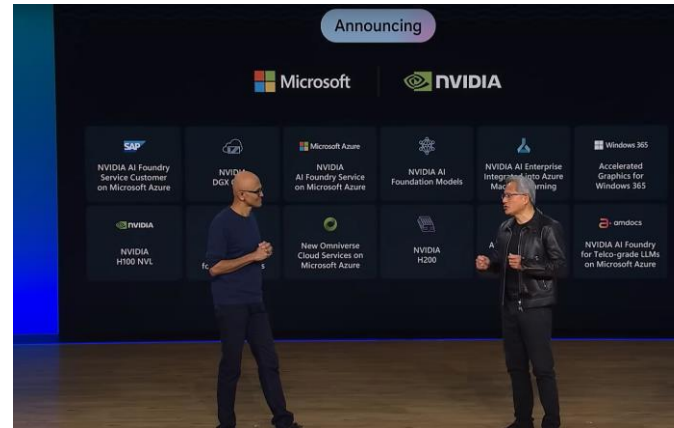 Announcing
Microsoft
NVIDIA
SAP
NVIDIA AI Foundry
Service Customer
on Microsoft Azure
NVIDIA
DGX
Microsoft Azure
NVIDIA
AI Foundry Service
on Microsoft Azure
NVIDIA AI
Foundation Models
NVIDIA AI Enterprise
Integrated into Azure
Windows 365
Accelerated
Graphics for
Windows 365
NVIDIA
NVIDIA
H100 NVL
New Omniverse
Cloud Services on
Microsoft Azure
NVIDIA
H200
amdocs
NVIDIA AI Foundry
for Telco-grade LLMs
on Microsoft Azure